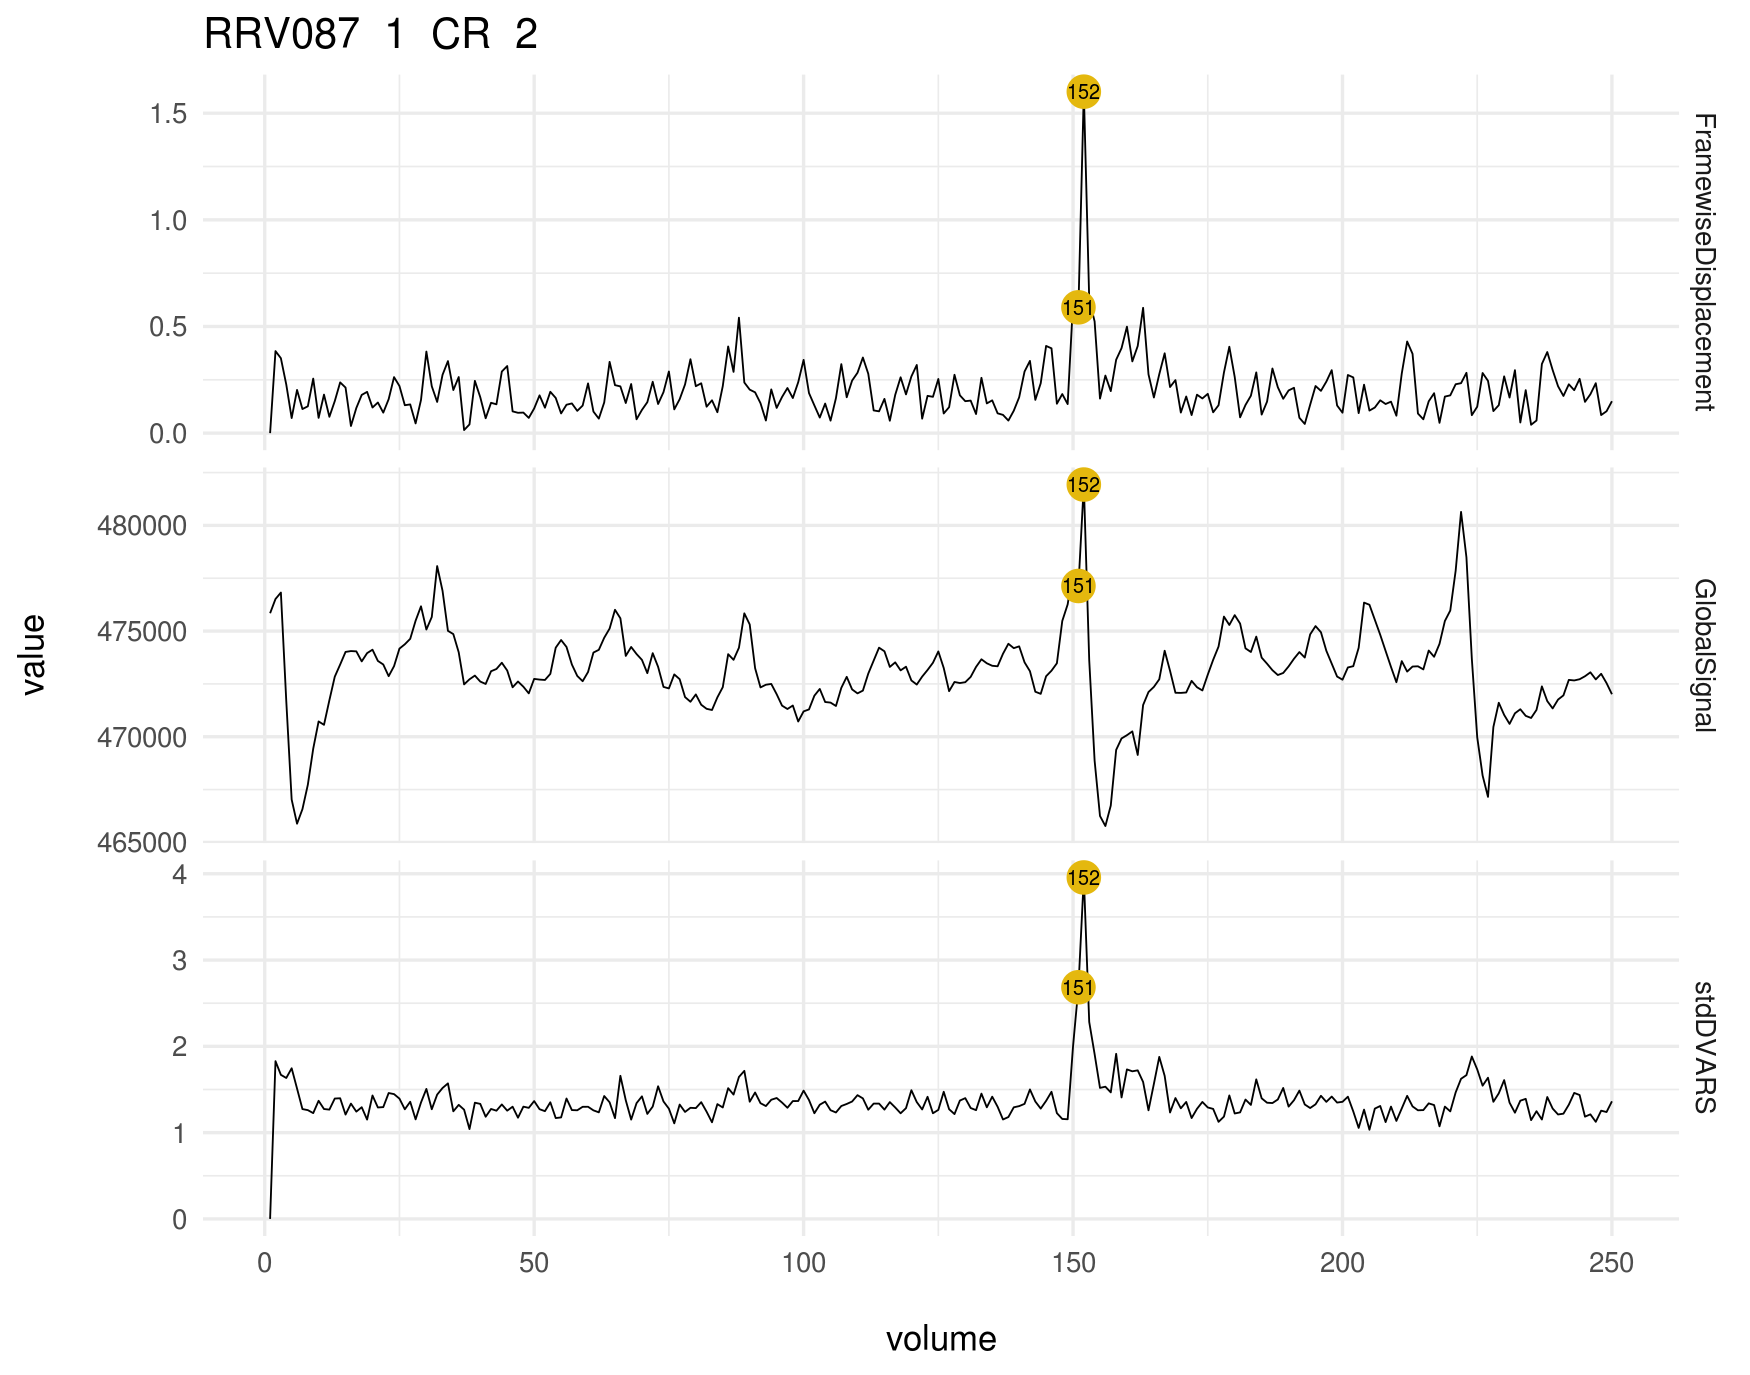 RRV087 1 CR 2
1.5
1.0
0.5
0.0
152
151
FramewiseDisplacement
480000
475000
470000
465000
152
151
GlobalSignal
4
3
2
1
0
152
151
stdDVARS
value
0 50 100 150 200 250
volume